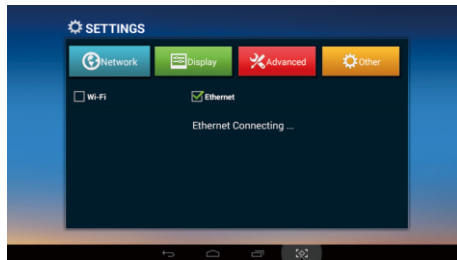 SETTINGS
Network Display Advanced Other
Wi-Fi Ethernet
Ethernet Connecting ...